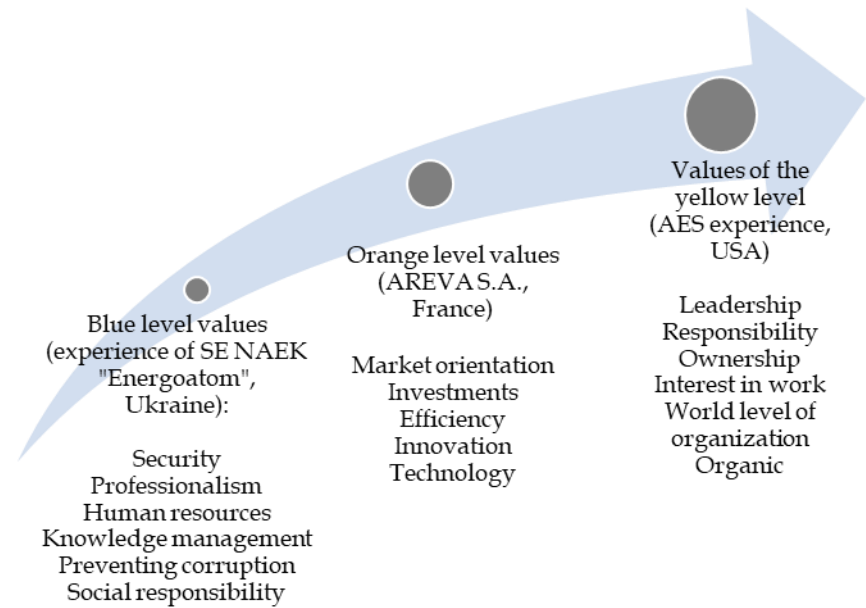 Blue level values
(experience of SE NAEK
"Energoatom",
Ukraine):
Security
Professionalism
Human resources
Knowledge management
Preventing corruption
Social responsibility
Orange level values
(AREVA S.A.,
France)
Market orientation
Investments
Efficiency
Innovation
Technology
Values of the
yellow level
(AES experience,
USA)
Leadership
Responsibility
Ownership
Interest in work
World level of
organization
Organic